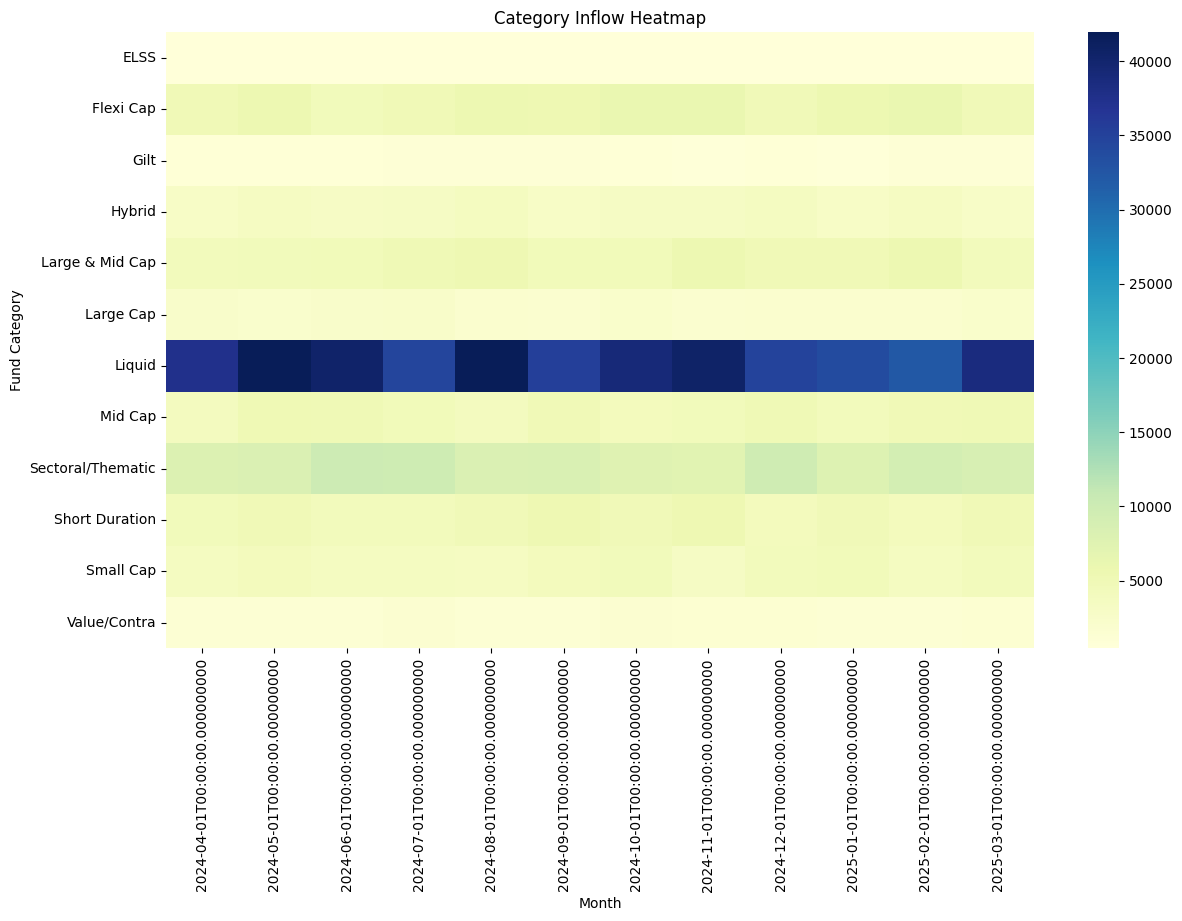 Category Inflow Heatmap
Fund Category
ELSS
Flexi Cap
Gilt
Hybrid
Large & Mid Cap
Large Cap
Liquid
Mid Cap
Sectoral/Thematic
Short Duration
Small Cap
Value/Contra
2024-04-01T00:00:00.000000000
2024-05-01T00:00:00.000000000
2024-06-01T00:00:00.000000000
2024-07-01T00:00:00.000000000
2024-08-01T00:00:00.000000000
2024-09-01T00:00:00.000000000
2024-10-01T00:00:00.000000000
2024-11-01T00:00:00.000000000
2024-12-01T00:00:00.000000000
2025-01-01T00:00:00.000000000
2025-02-01T00:00:00.000000000
2025-03-01T00:00:00.000000000
Month
40000
35000
30000
25000
20000
15000
10000
5000